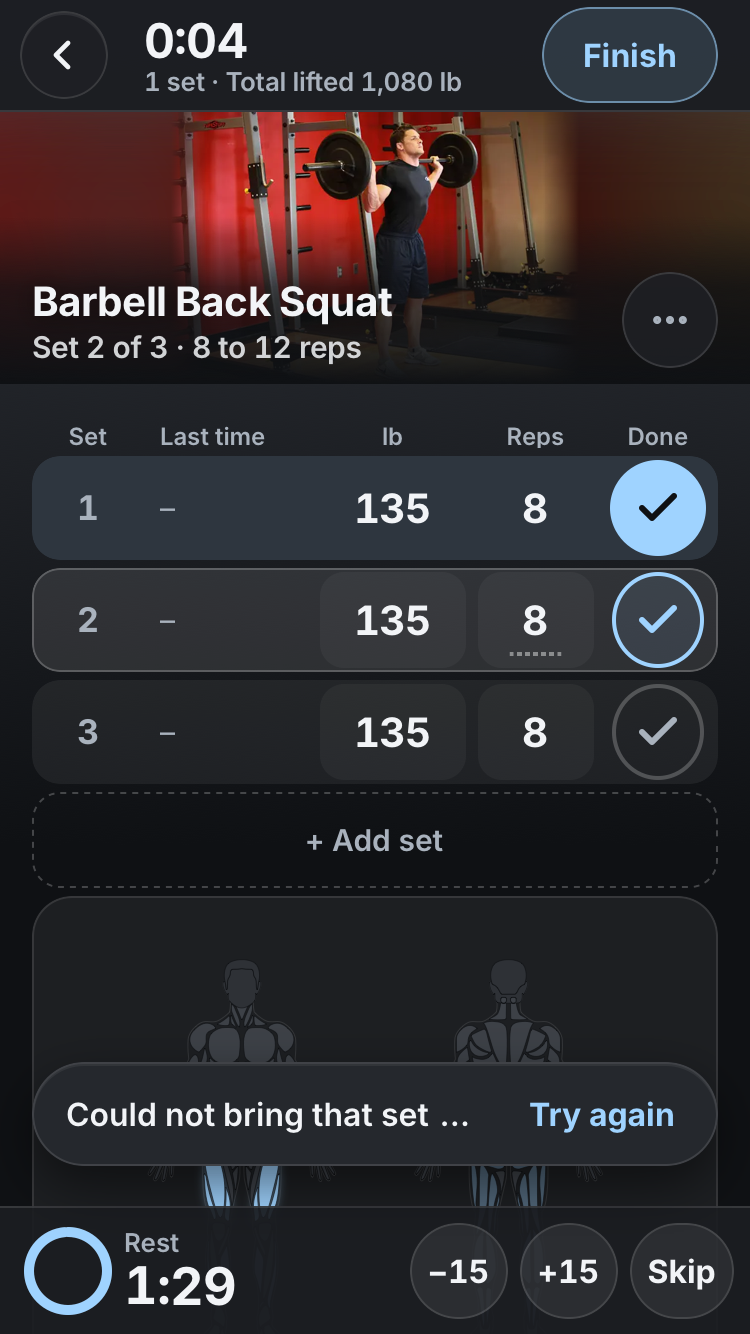 0:04
1 set · Total lifted 1,080 lb
Finish
Barbell Back Squat
Set 2 of 3 · 8 to 12 reps
Set Last time lb Reps Done
1 – 135 8
2 – 135 8
3 – 135 8
+ Add set
Could not bring that set … Try again
Rest
1:29
−15 +15 Skip